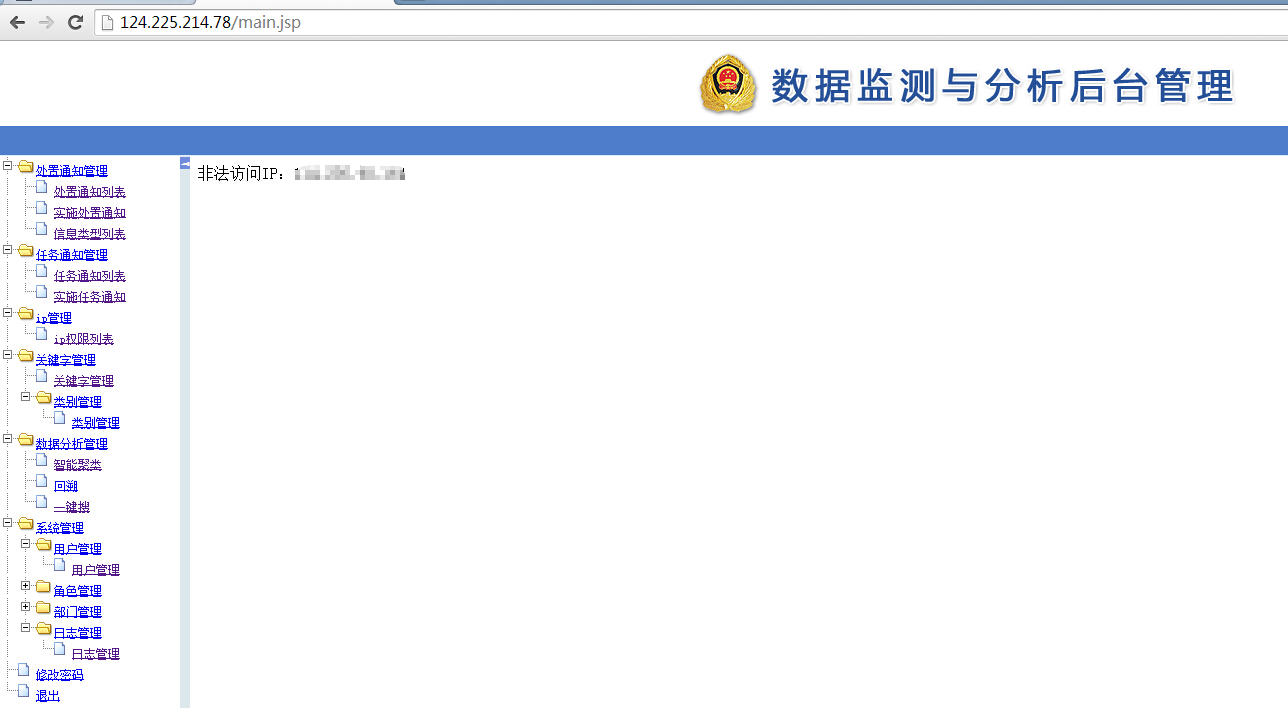 124.225.214.78/main.jsp
数据监测与分析后台管理
处置通知管理
处置通知列表
实施处置通知
信息类型列表
任务通知管理
任务通知列表
实施任务通知
ip管理
ip权限列表
关键字管理
关键字管理
类别管理
类别管理
数据分析管理
智能聚类
回溯
一键搜
系统管理
用户管理
用户管理
角色管理
部门管理
日志管理
日志管理
修改密码
退出
非法访问IP：